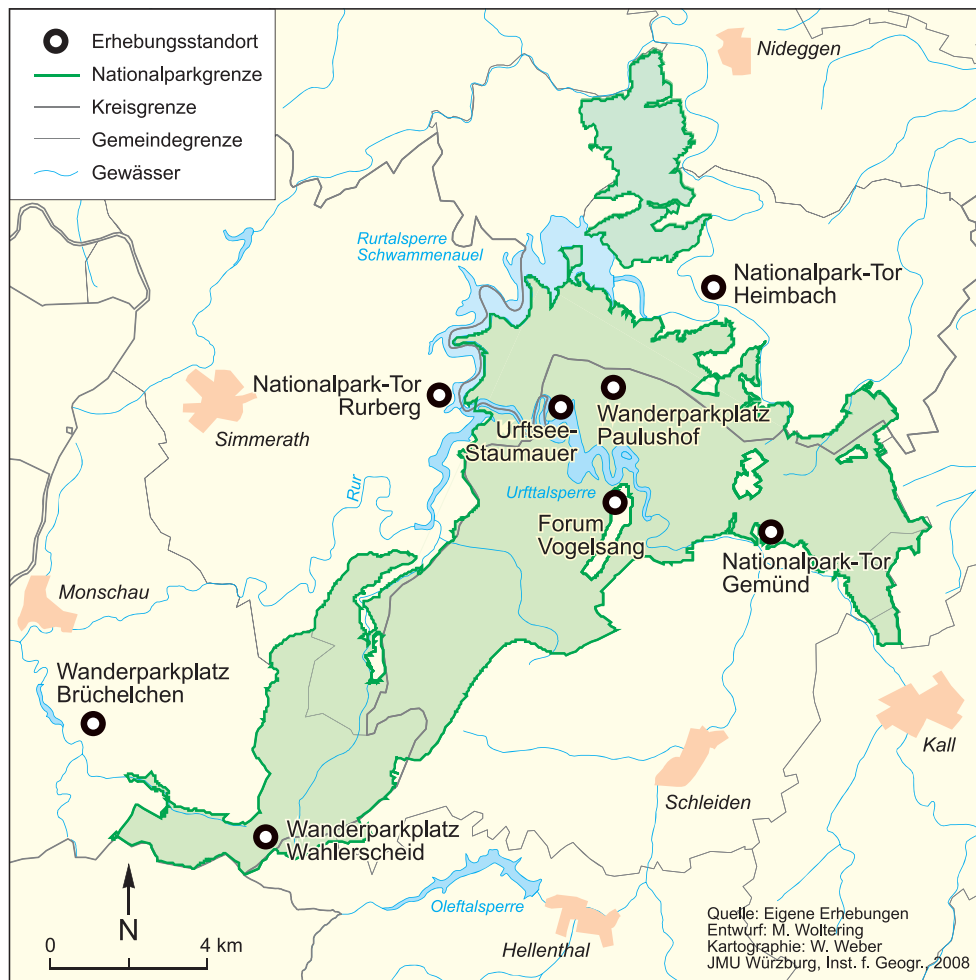 Erhebungsstandort
Nationalparkgrenze
Kreisgrenze
Gemeindegrenze
Gewässer
Nideggen
Rurtalsperre
Schwammenauel
Nationalpark-Tor
Heimbach
Nationalpark-Tor
Rurberg
Simmerath
Urftsee-
Staumauer
Wanderparkplatz
Paulushof
Rur
Urfttalsperre
Forum
Vogelsang
Nationalpark-Tor
Gemünd
Monschau
Wanderparkplatz
Brüchelchen
Kall
Schleiden
Wanderparkplatz
Wahlerscheid
Oleftalsperre
Hellenthal
N
0 4 km
Quelle: Eigene Erhebungen
Entwurf: M. Woltering
Kartographie: W. Weber
JMU Würzburg, Inst. f. Geogr., 2008